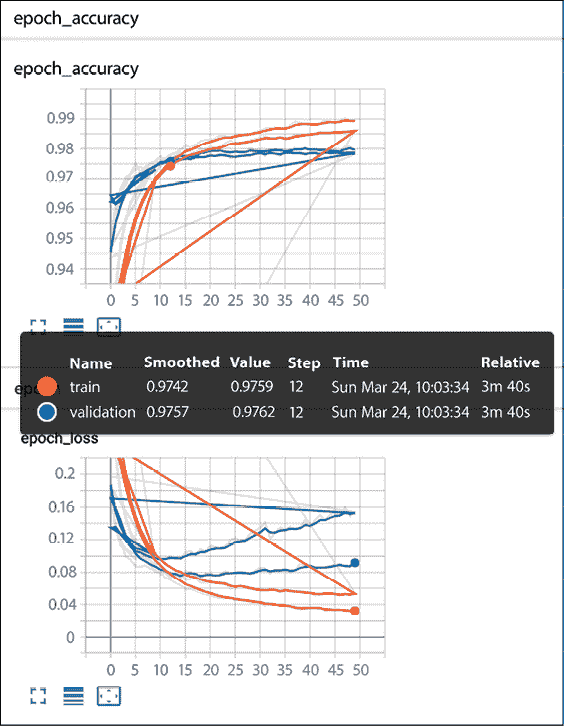 epoch_accuracy
epoch_accuracy
0.99
0.98
0.97
0.96
0.95
0.94
0 5 10 15 20 25 30 35 40 45 50
Name Smoothed Value Step Time Relative
train 0.9742 0.9759 12 Sun Mar 24, 10:03:34 3m 40s
validation 0.9757 0.9762 12 Sun Mar 24, 10:03:34 3m 40s
epoch_loss
0.2
0.16
0.12
0.08
0.04
0
0 5 10 15 20 25 30 35 40 45 50